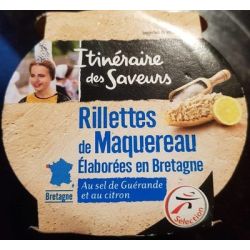 Itinéraire
des Saveurs
Rillettes
de Maquereau
Élaborées en Bretagne
Au sel de Guérande
et au citron
Bretagne
Sélection